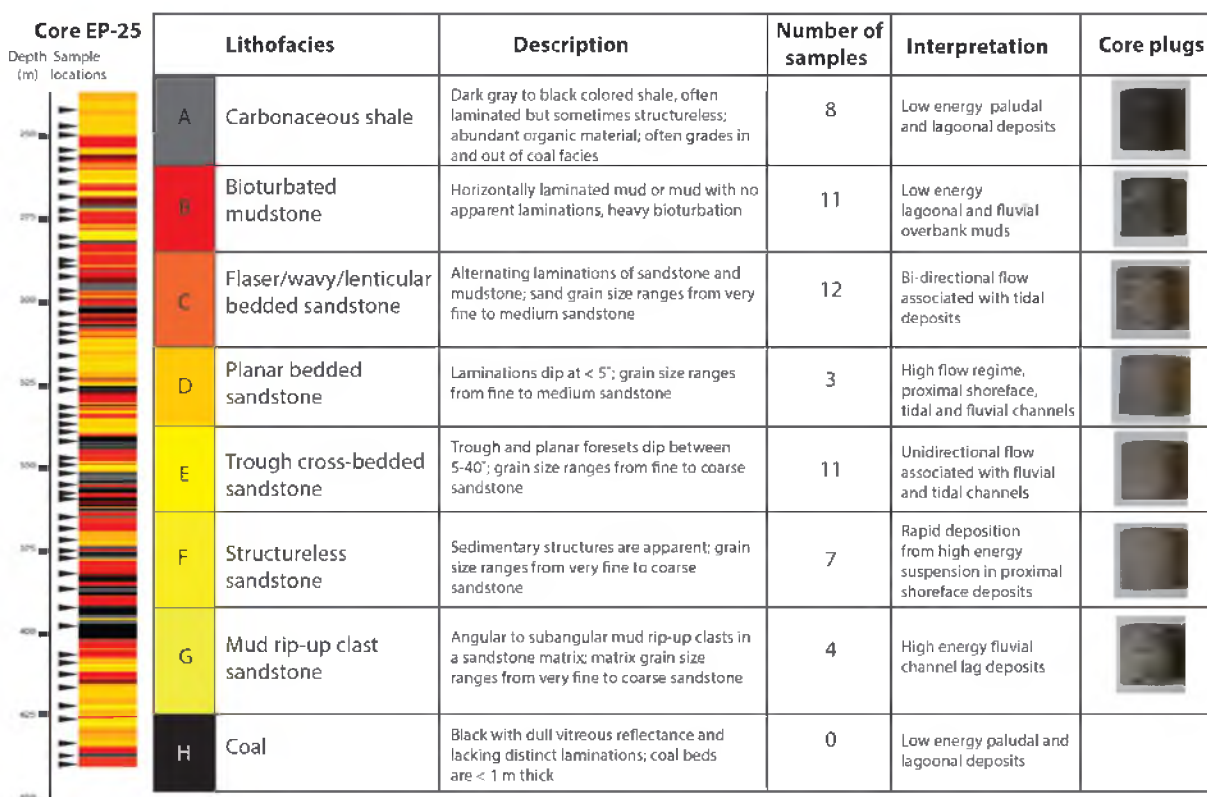 Core EP-25
Depth Sample
(m) locations
325
375
400
425
Lithofacies
Description
Number of
samples
Interpretation
Core plugs
A
Carbonaceous shale
Dark gray to black colored shale, often
laminated but sometimes structureless;
abundant organic material; often grades in
and out of coal facies
8
Low energy paludal
and lagoonal deposits
B
Bioturbated
mudstone
Horizontally laminated mud or mud with no
apparent laminations, heavy bioturbation
11
Low energy
lagoonal and fluvial
overbank muds
C
Flaser/wavy/lenticular
bedded sandstone
Alternating laminations of sandstone and
mudstone; sand grain size ranges from very
fine to medium sandstone
12
Bi-directional flow
associated with tidal
deposits
D
Planar bedded
sandstone
Laminations dip at < 5°; grain size ranges
from fine to medium sandstone
3
High flow regime,
proximal shoreface,
tidal and fluvial channels
E
Trough cross-bedded
sandstone
Trough and planar foresets dip between
5-40°; grain size ranges from fine to coarse
sandstone
11
Unidirectional flow
associated with fluvial
and tidal channels
F
Structureless
sandstone
Sedimentary structures are apparent; grain
size ranges from very fine to coarse
sandstone
7
Rapid deposition
from high energy
suspension in proximal
shoreface deposits
G
Mud rip-up clast
sandstone
Angular to subangular mud rip-up clasts in
a sandstone matrix; matrix grain size
ranges from very fine to coarse sandstone
4
High energy fluvial
channel lag deposits
H
Coal
Black with dull vitreous reflectance and
lacking distinct laminations; coal beds
are < 1 m thick
0
Low energy paludal and
lagoonal deposits